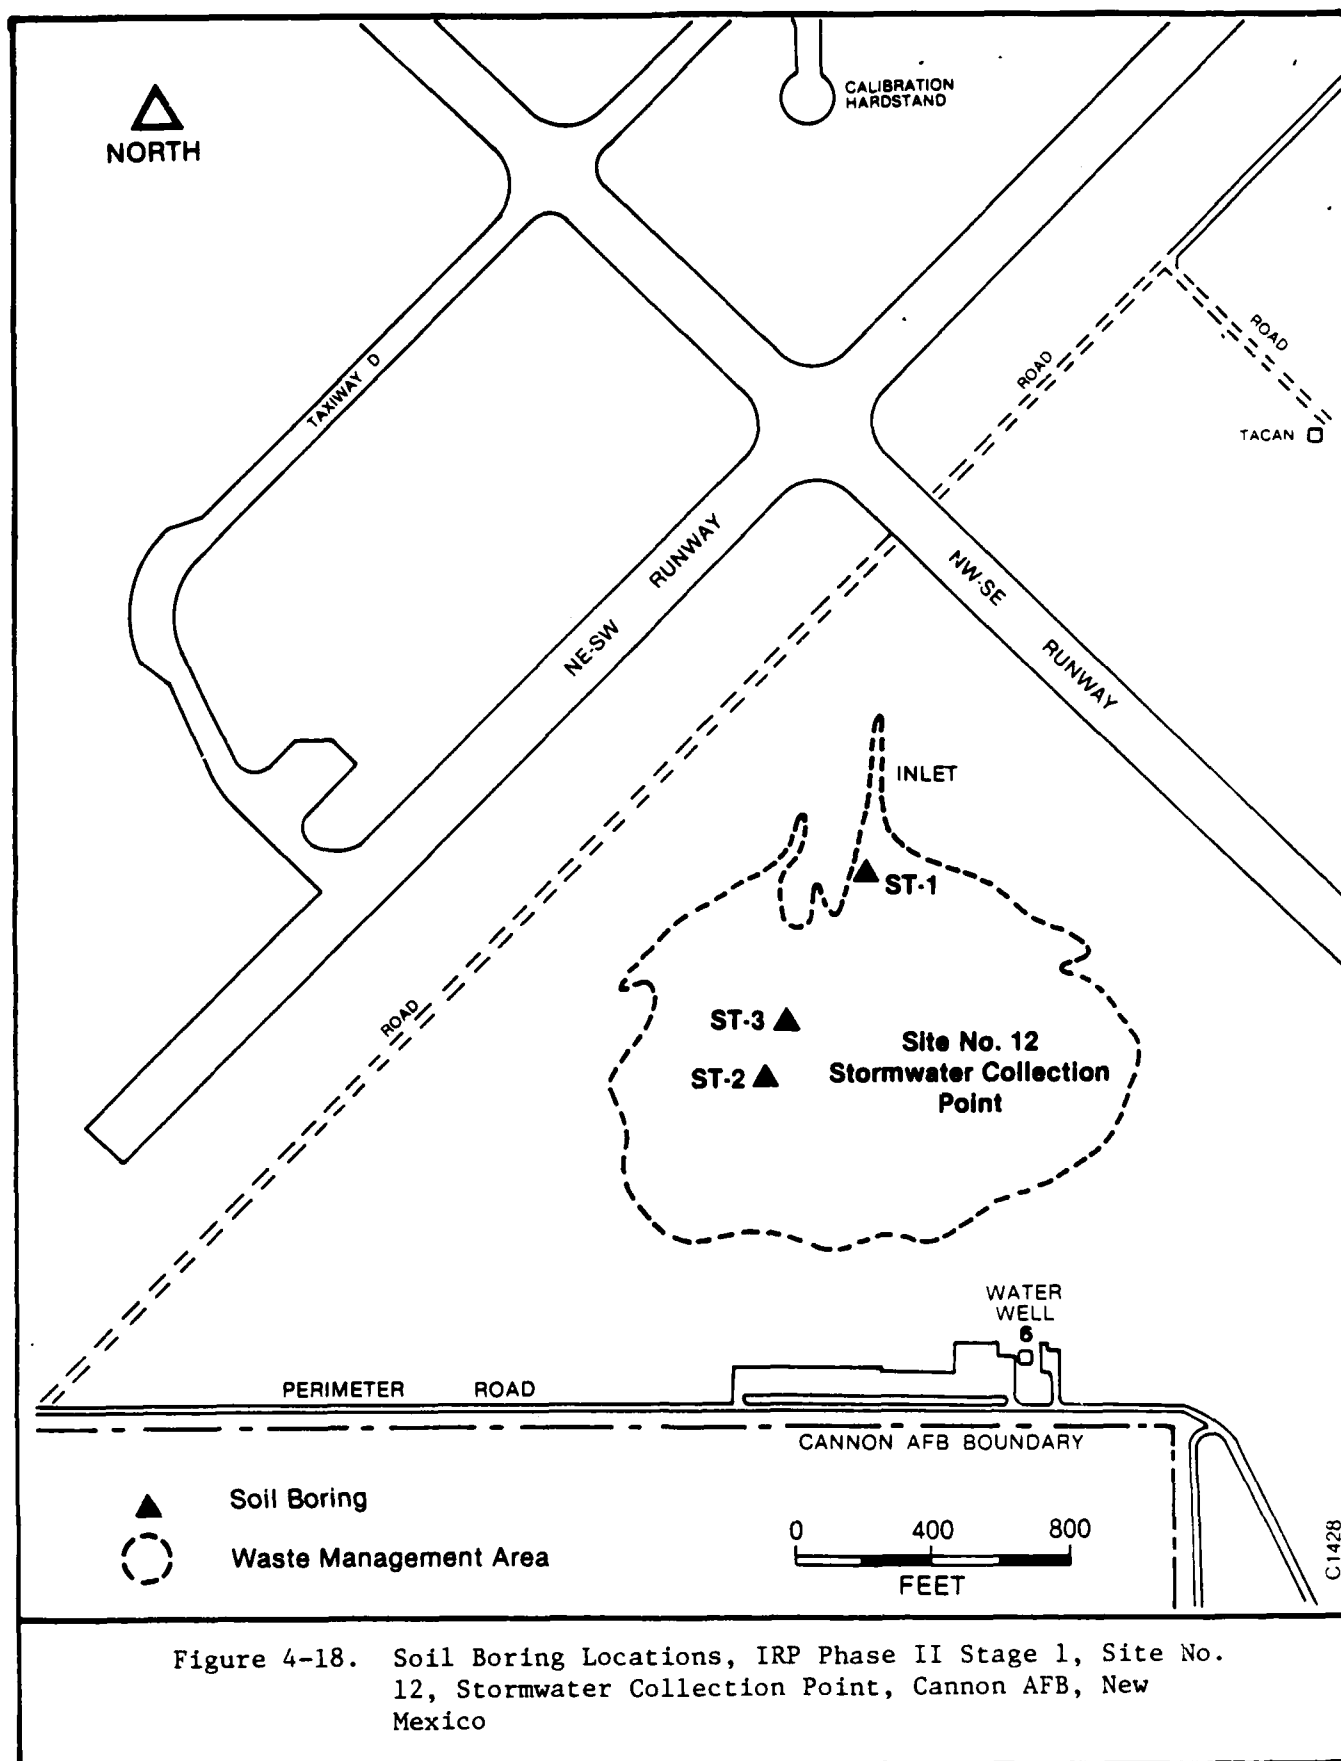 CALIBRATION
HARDSTAND
NORTH
TAXIWAY D
ROAD
ROAD
TACAN
NE-SW RUNWAY
NW-SE RUNWAY
INLET
ST-1
ROAD
ST-3
ST-2
Site No. 12
Stormwater Collection
Point
WATER
WELL
6
PERIMETER ROAD
CANNON AFB BOUNDARY
Soil Boring
Waste Management Area
0 400 800
FEET
C1428
Figure 4-18. Soil Boring Locations, IRP Phase II Stage 1, Site No.
12, Stormwater Collection Point, Cannon AFB, New
Mexico